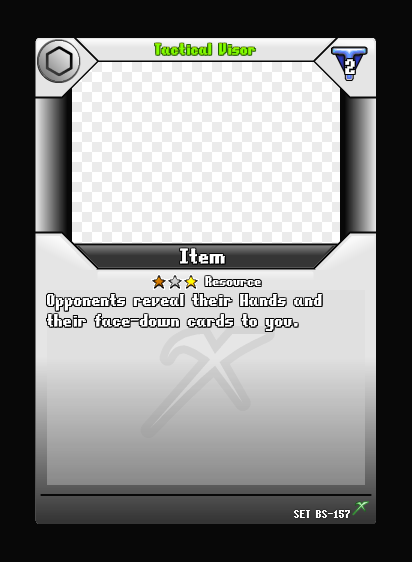 Tactical Visor
2
Item
Resource
Opponents reveal their Hands and
their face-down cards to you.
SET BS-157